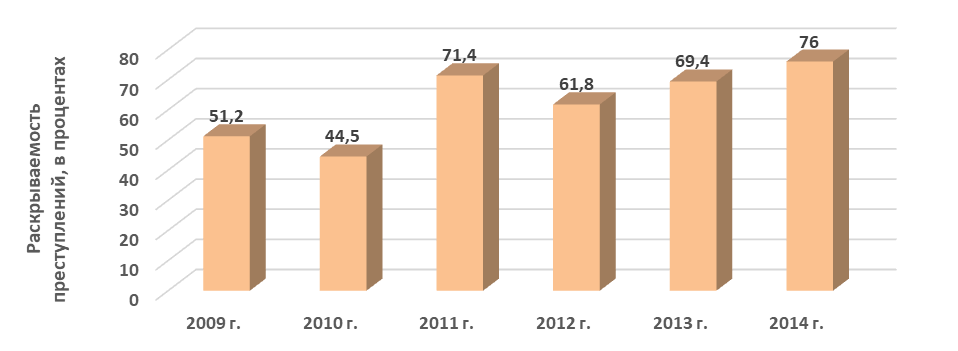 Раскрываемость
преступлений, в процентах
80
70
60
50
40
30
20
10
0
51,2
44,5
71,4
61,8
69,4
76
2009 г.
2010 г.
2011 г.
2012 г.
2013 г.
2014 г.